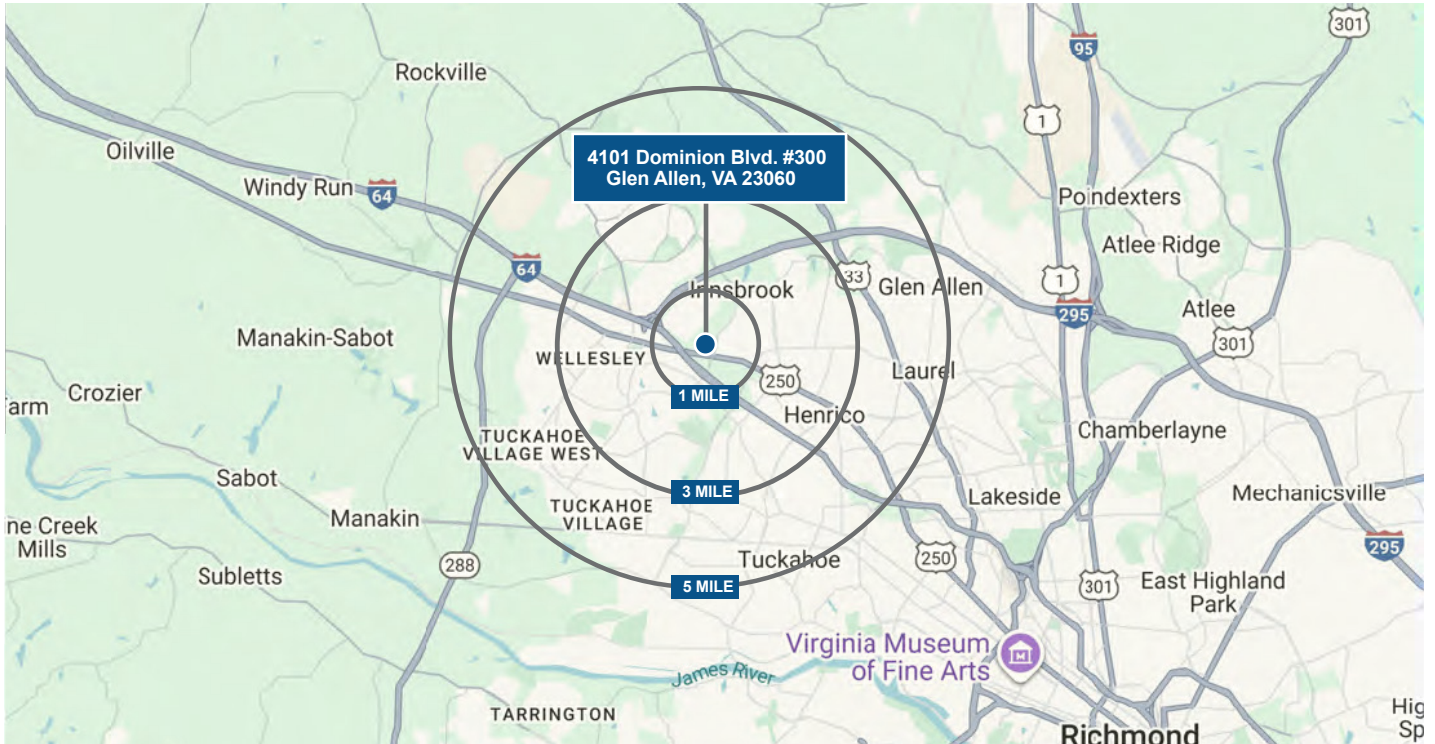 301
95
Rockville
1
4101 Dominion Blvd. #300
Glen Allen, VA 23060
Oilville
Windy Run
64
Poindexters
Atlee Ridge
64
33
1
Innsbrook
Glen Allen
295
Atlee
Manakin-Sabot
301
WELLESLEY
250
Laurel
1 MILE
Crozier
arm
Henrico
Chamberlayne
TUCKAHOE
VILLAGE WEST
Sabot
3 MILE
Lakeside
Mechanicsville
TUCKAHOE
VILLAGE
Manakin
ne Creek
Mills
295
Tuckahoe
250
288
Subletts
5 MILE
301
East Highland
Park
Virginia Museum
of Fine Arts
James River
TARRINGTON
Hig
Sp
Richmond